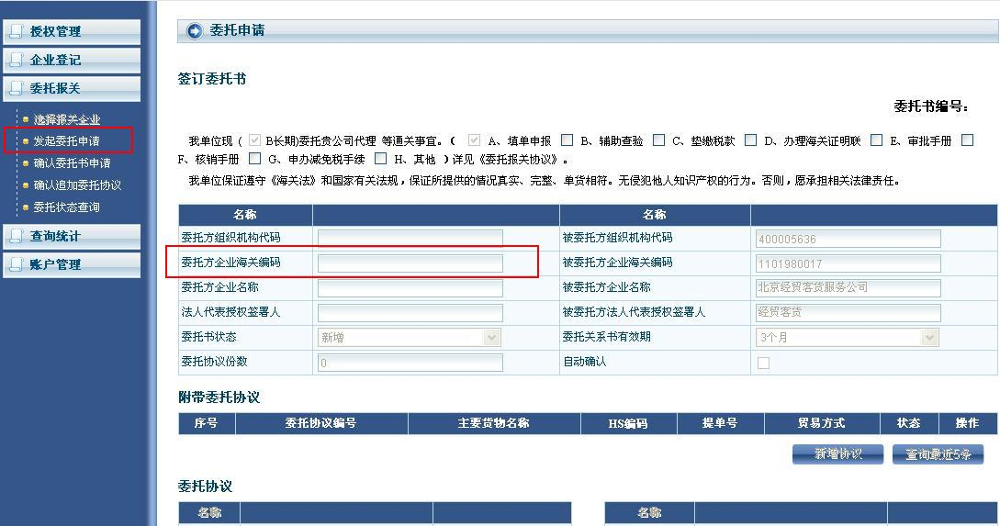 授权管理
企业登记
委托报关
选择报关企业
发起委托申请
确认委托书申请
确认追加委托协议
委托状态查询
查询统计
账户管理
委托申请
签订委托书
委托书编号：
我单位现 ( B长期)委托贵公司代理 等通关事宜。( A、填单申报 B、辅助查验 C、垫缴税款 D、办理海关证明联 E、审批手册
F、核销手册 G、申办减免税手续 H、其他 )详见《委托报关协议》。
我单位保证遵守《海关法》和国家有关法规，保证所提供的情况真实、完整、单货相符。无侵犯他人知识产权的行为。否则，愿承担相关法律责任。
名称 名称
委托方组织机构代码 被委托方组织机构代码 400005636
委托方企业海关编码 被委托方企业海关编码 1101980017
委托方企业名称 被委托方企业名称 北京经贸客货服务公司
法人代表授权签署人 被委托方法人代表授权签署人 经贸客货
委托书状态 新增 委托关系书有效期 3个月
委托协议份数 0 自动确认
附带委托协议
序号 委托协议编号 主要货物名称 HS编码 提单号 贸易方式 状态 操作
新增协议 查询最近5条
委托协议
名称 名称